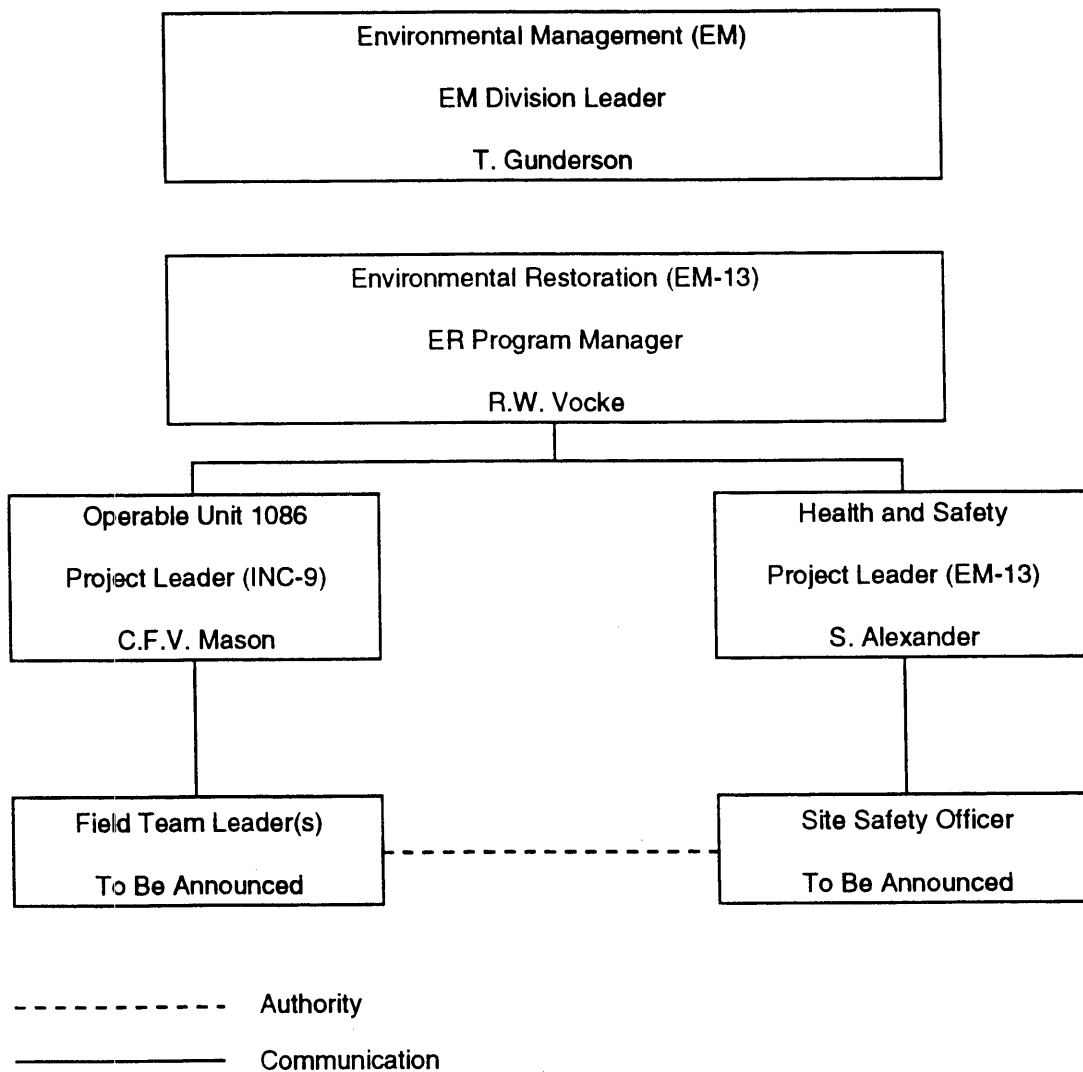 Environmental Management (EM)
EM Division Leader
T. Gunderson
Environmental Restoration (EM-13)
ER Program Manager
R.W. Vocke
Operable Unit 1086
Project Leader (INC-9)
C.F.V. Mason
Health and Safety
Project Leader (EM-13)
S. Alexander
Field Team Leader(s)
To Be Announced
Site Safety Officer
To Be Announced
Authority
Communication